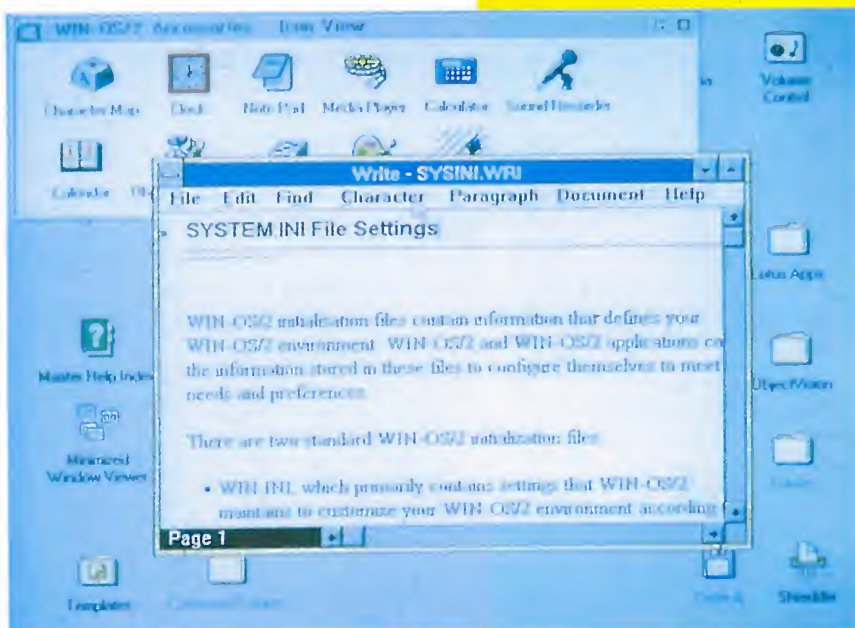 WIN-OS/2 Accessories - Icon View
Volume
Control
Character Map
Clock
Note Pad
Media Player
Calculator
Sound Recorder
Calendar
Write - SYSINI.WRI
File Edit Find Character Paragraph Document Help
SYSTEM.INI File Settings
Lotus Apps
WIN-OS/2 initialization files contain information that defines your
WIN-OS/2 environment. WIN-OS/2 and WIN-OS/2 applications
the information stored in these files to configure themselves to meet
needs and preferences.
Master Help Index
ObjectVision
There are two standard WIN-OS/2 initialization files:
Minimized
Window Viewer
• WIN.INI, which primarily contains settings that WIN-OS/2
maintains to customize your WIN-OS/2 environment according
Page 1
Templates
Shredder